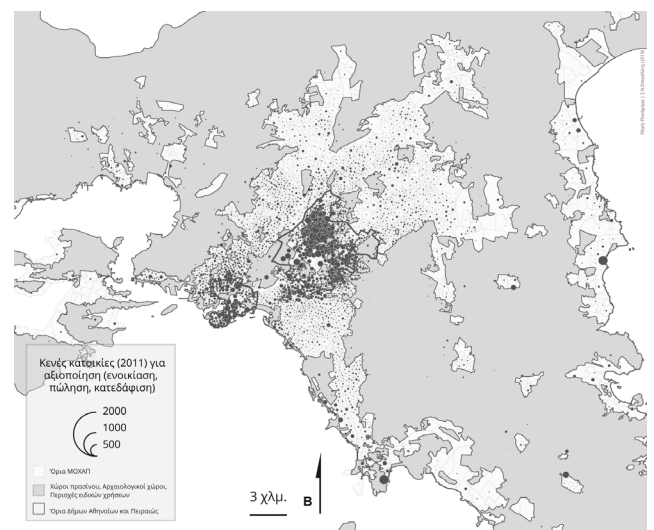 Κενές κατοικίες (2011) για
αξιοποίηση (ενοικίαση,
πώληση, κατεδάφιση)
2000
1000
500
Όρια ΜΟΧΑΠ
Χώροι πρασίνου, Αρχαιολογικοί χώροι,
Περιοχές ειδικών χρήσεων
Όρια Δήμων Αθηναίων και Πειραιώς
3 χλμ.
Β